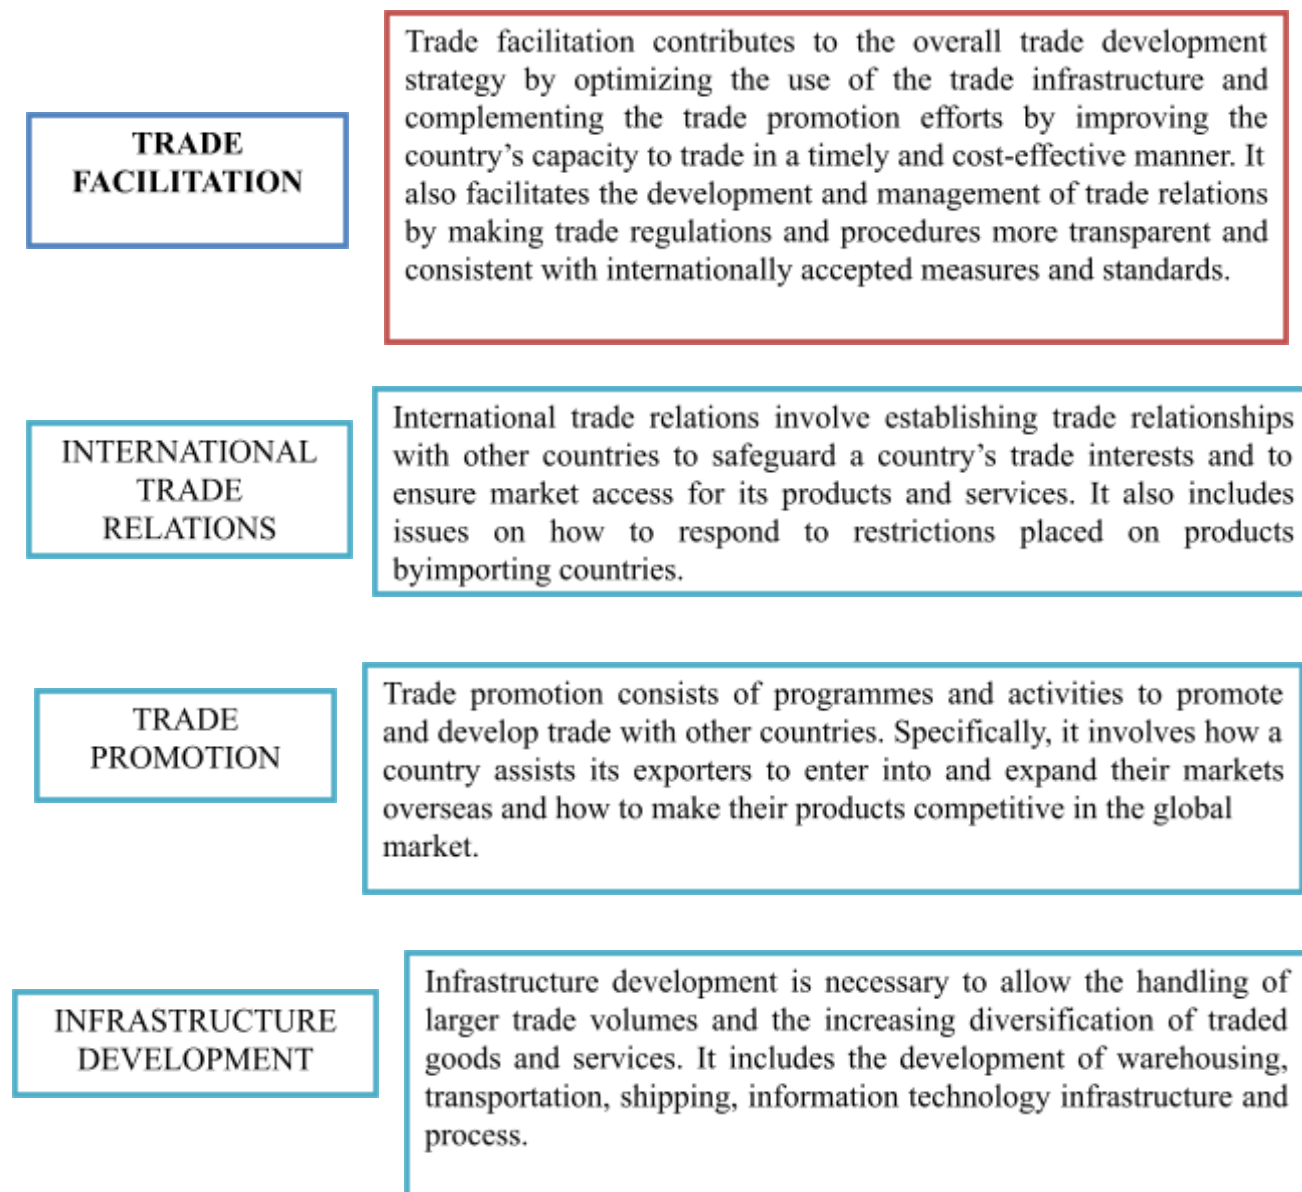 TRADE
FACILITATION
Trade facilitation contributes to the overall trade development
strategy by optimizing the use of the trade infrastructure and
complementing the trade promotion efforts by improving the
country’s capacity to trade in a timely and cost-effective manner. It
also facilitates the development and management of trade relations
by making trade regulations and procedures more transparent and
consistent with internationally accepted measures and standards.
INTERNATIONAL
TRADE
RELATIONS
International trade relations involve establishing trade relationships
with other countries to safeguard a country’s trade interests and to
ensure market access for its products and services. It also includes
issues on how to respond to restrictions placed on products
byimporting countries.
TRADE
PROMOTION
Trade promotion consists of programmes and activities to promote
and develop trade with other countries. Specifically, it involves how a
country assists its exporters to enter into and expand their markets
overseas and how to make their products competitive in the global
market.
INFRASTRUCTURE
DEVELOPMENT
Infrastructure development is necessary to allow the handling of
larger trade volumes and the increasing diversification of traded
goods and services. It includes the development of warehousing,
transportation, shipping, information technology infrastructure and
process.